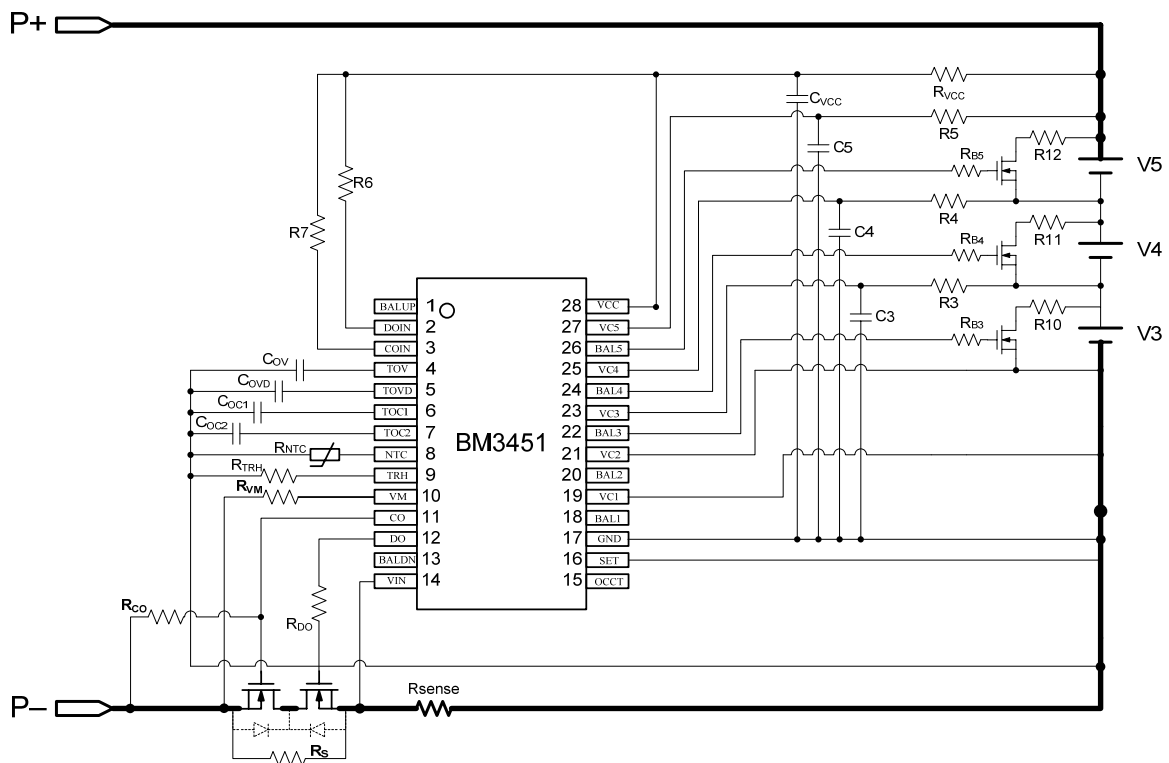 P+
RVCC
CVCC
R5
C5
R12
RB5
V5
R6
R4
R7
C4
R11
RB4
V4
R3
C3
R10
RB3
V3
BALUP 1 28 VCC
DOIN 2 27 VC5
COIN 3 26 BAL5
COV TOV 4 25 VC4
COVD TOVD 5 24 BAL4
COC1 TOC1 6 23 VC3
COC2 TOC2 7 22 BAL3
BM3451
RNTC NTC 8 21 VC2
RTRH TRH 9 20 BAL2
RVM VM 10 19 VC1
CO 11 18 BAL1
DO 12 17 GND
BALDN 13 16 SET
VIN 14 15 OCCT
RCO
RDO
Rsense
P–
RS